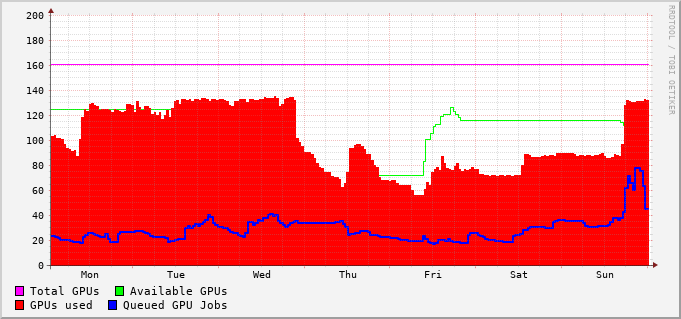 200
180
160
140
120
100
80
60
40
20
0
Mon Tue Wed Thu Fri Sat Sun
Total GPUs Available GPUs
GPUs used Queued GPU Jobs
RRDTOOL / TOBI OETIKER